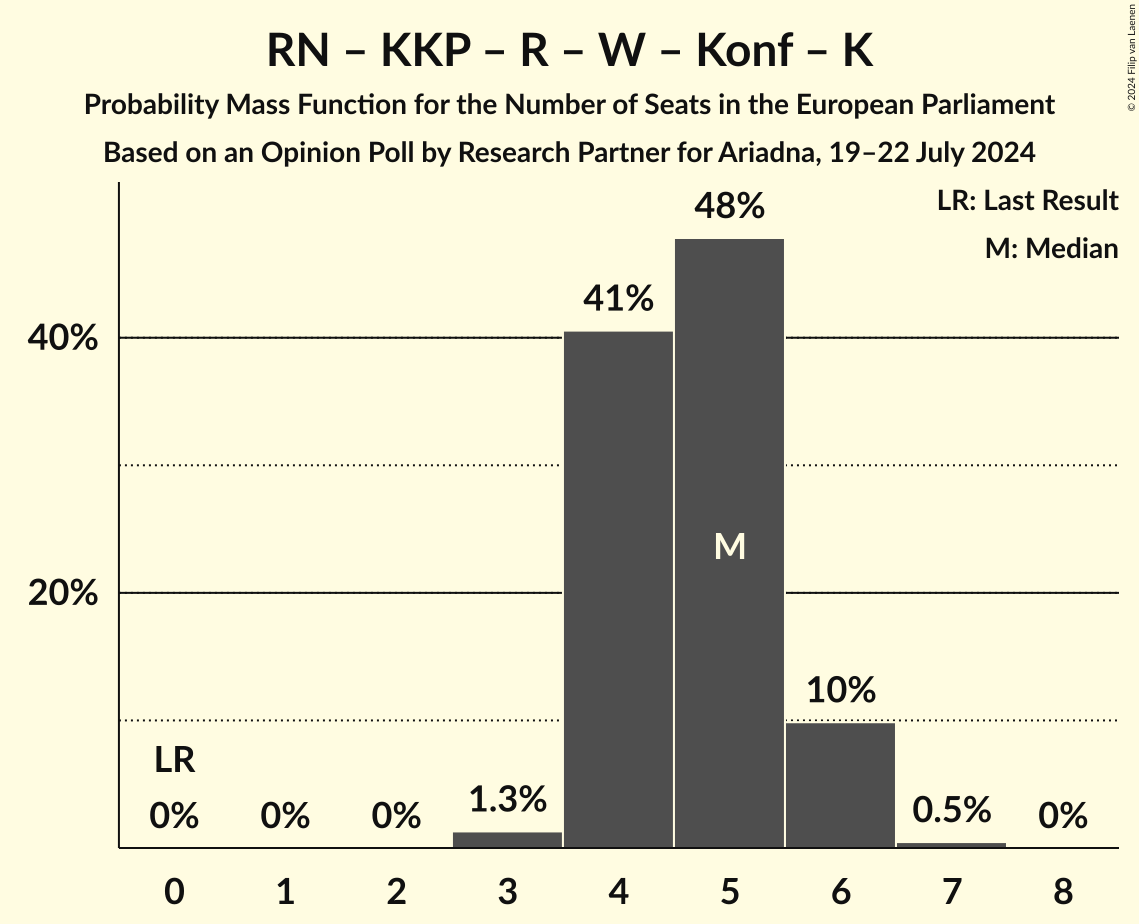 RN – KKP – R – W – Konf – K
Probability Mass Function for the Number of Seats in the European Parliament
Based on an Opinion Poll by Research Partner for Ariadna, 19–22 July 2024
© 2024 Filip van Laenen
LR: Last Result
M: Median
48%
41%
40%
M
20%
10%
LR
1.3%
0.5%
0% 0% 0% 0%
0 1 2 3 4 5 6 7 8